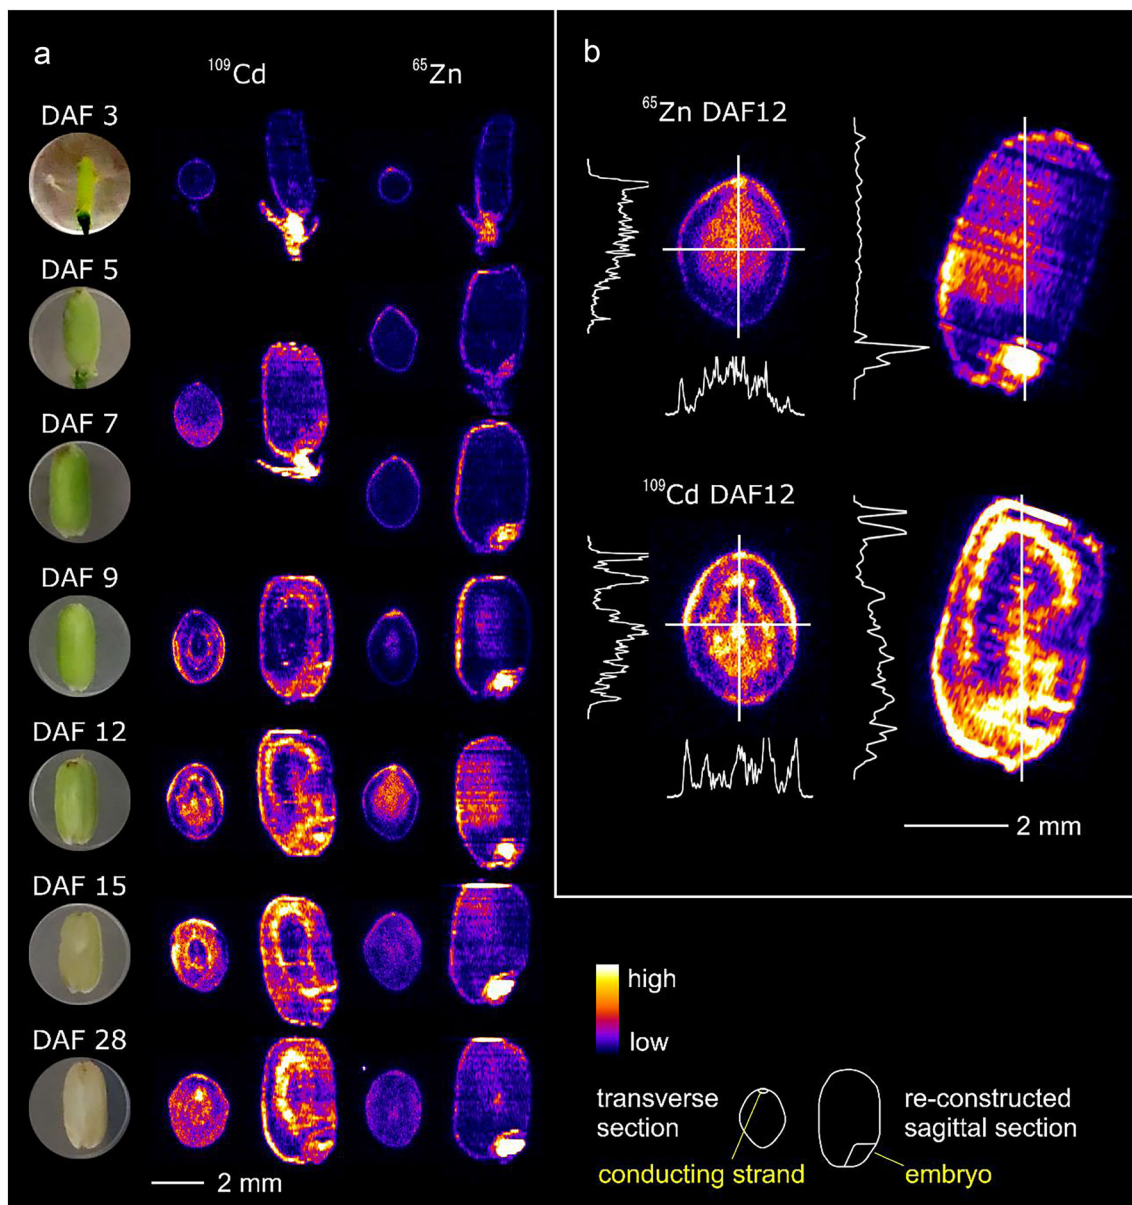 a
¹⁰⁹Cd
⁶⁵Zn
DAF 3
DAF 5
DAF 7
DAF 9
DAF 12
DAF 15
DAF 28
2 mm
b
⁶⁵Zn DAF12
¹⁰⁹Cd DAF12
2 mm
high
low
transverse
section
conducting strand
re-constructed
sagittal section
embryo